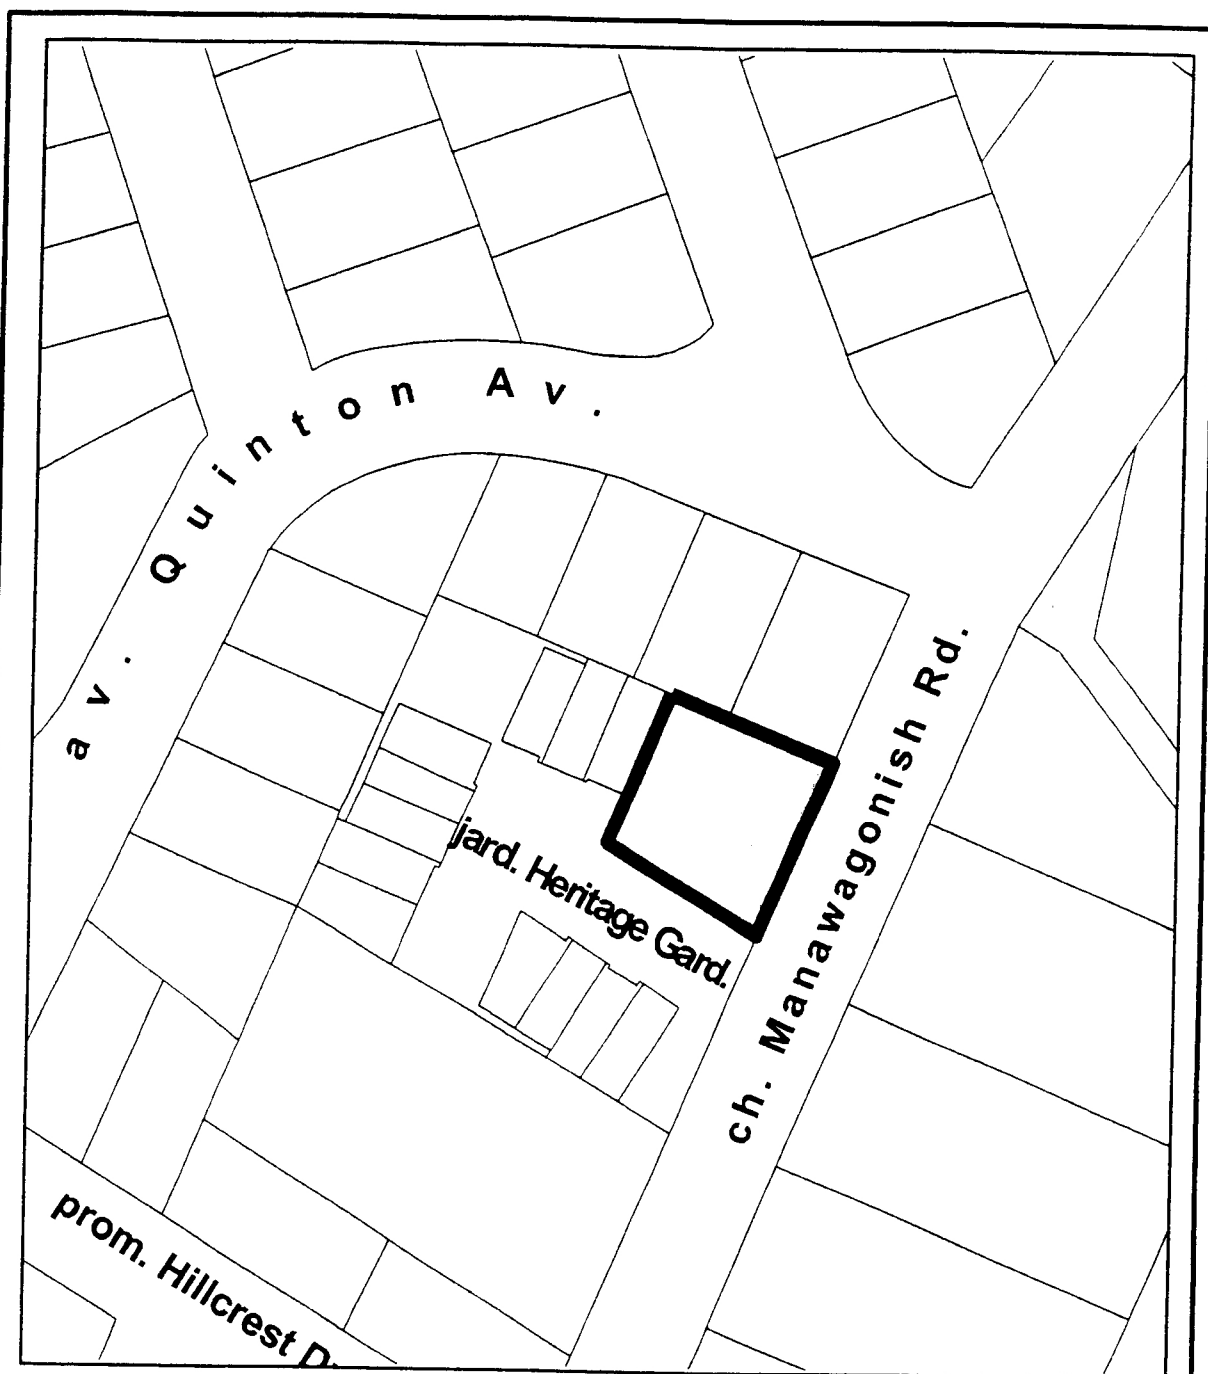 av. Quinton Av.
jard. Heritage Gard.
ch. Manawagonish Rd.
prom. Hillcrest